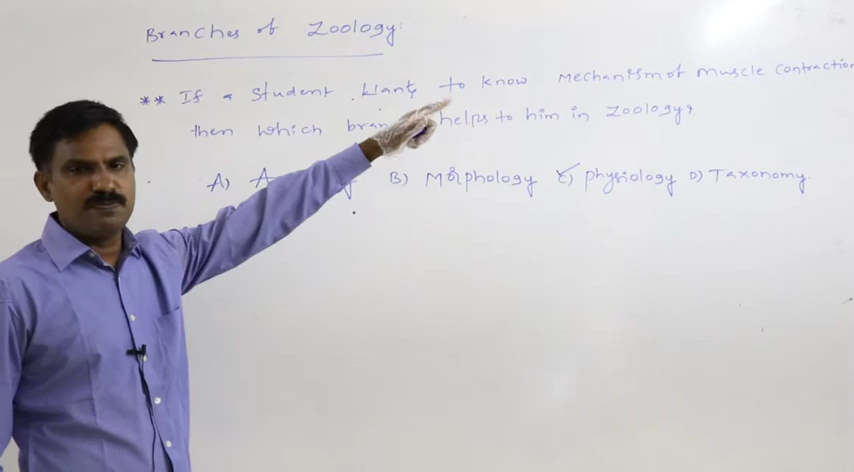 Branches of Zoology:
** If a Student Wants to know Mechanism of Muscle Contraction
then which helps to him in Zoology?
A) B) Morphology C) physiology D) Taxonomy.